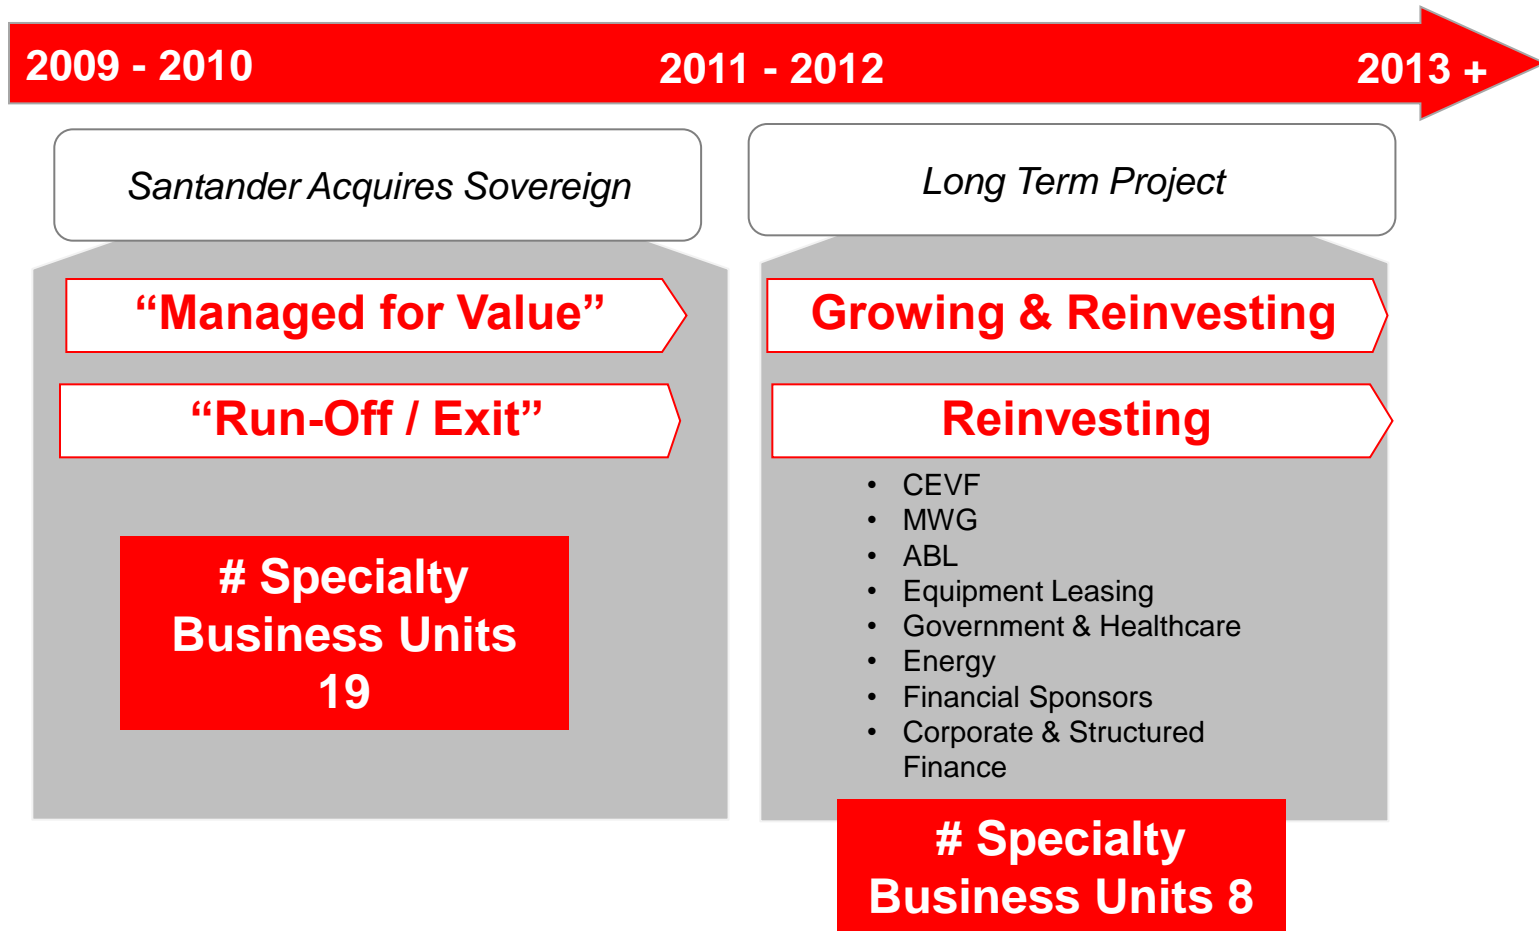 2009 - 2010
2011 - 2012
2013 +
Santander Acquires Sovereign
“Managed for Value”
“Run-Off / Exit”
# Specialty
Business Units
19
Long Term Project
Growing & Reinvesting
Reinvesting
• CEVF
• MWG
• ABL
• Equipment Leasing
• Government & Healthcare
• Energy
• Financial Sponsors
• Corporate & Structured
Finance
# Specialty
Business Units 8